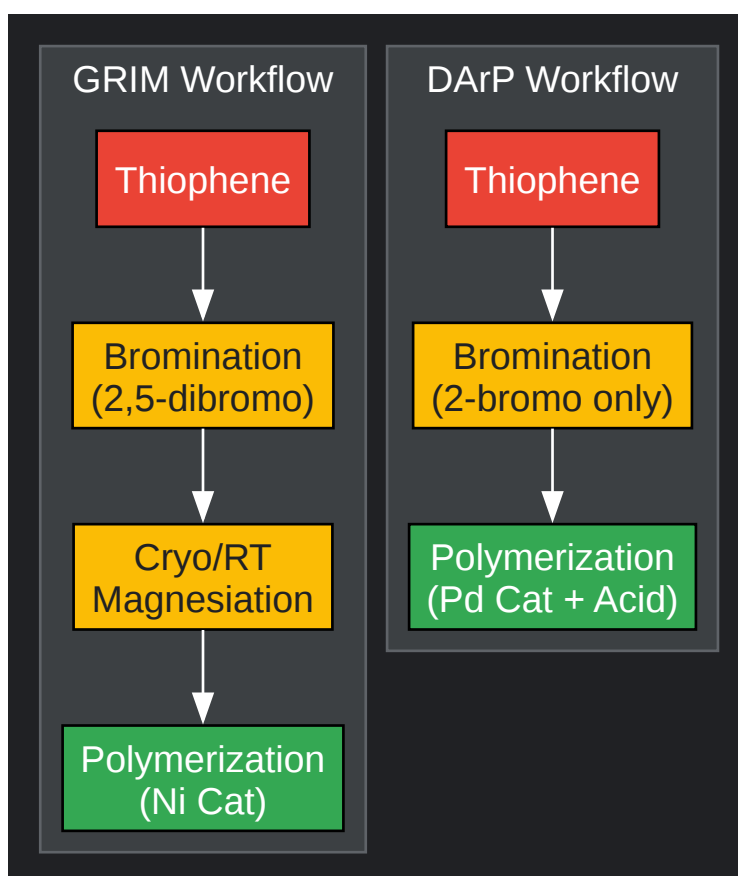 GRIM Workflow
Thiophene
Bromination
(2,5-dibromo)
Cryo/RT
Magnesiation
Polymerization
(Ni Cat)
DArP Workflow
Thiophene
Bromination
(2-bromo only)
Polymerization
(Pd Cat + Acid)